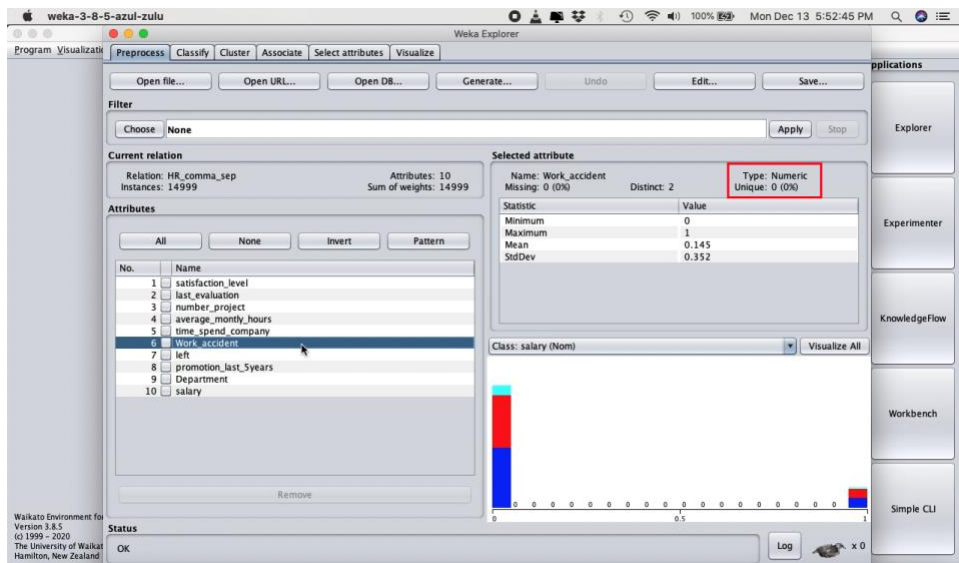 weka-3-8-5-azul-zulu
100%
Mon Dec 13 5:52:45 PM
Weka Explorer
Program
Preprocess Classify Cluster Associate Select attributes Visualize
Open file... Open URL... Open DB... Generate... Undo Edit... Save...
Filter
Choose None Apply Stop
Current relation
Relation: HR_comma_sep Attributes: 10
Instances: 14999 Sum of weights: 14999
Attributes
All None Invert Pattern
No. Name
1 satisfaction_level
2 last_evaluation
3 number_project
4 average_montly_hours
5 time_spend_company
6 Work_accident
7 left
8 promotion_last_5years
9 Department
10 salary
Remove
Status
OK
Selected attribute
Name: Work_accident Type: Numeric
Missing: 0 (0%) Distinct: 2 Unique: 0 (0%)
Statistic Value
Minimum 0
Maximum 1
Mean 0.145
StdDev 0.352
Class: salary (Nom) Visualize All
0 0 0 0 0 0 0 0 0 0 0 0 0 0 0 0 0 0
0 0.5 1
Log x 0
Explorer
Experimenter
KnowledgeFlow
Workbench
Simple CLI
Waikato Environment
Version 3.8.5
(c) 1999 - 2020
The University of
Hamilton, New Zealand